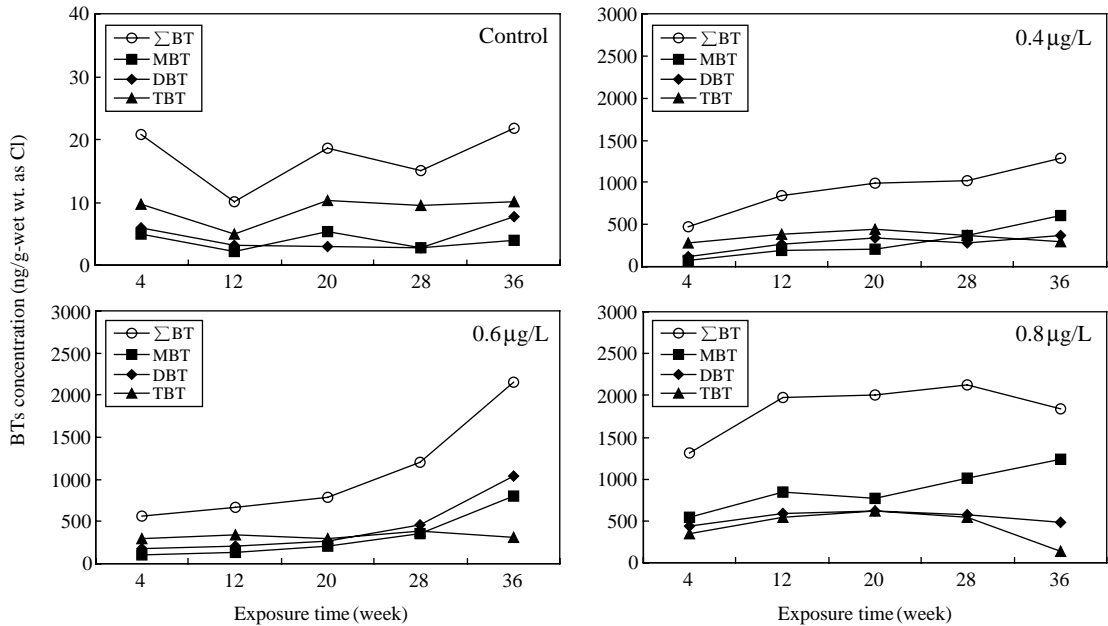 BTs concentration (ng/g-wet wt. as Cl)
40
30
20
10
0
∑BT
MBT
DBT
TBT
Control
4 12 20 28 36
3000
2500
2000
1500
1000
500
0
∑BT
MBT
DBT
TBT
0.4 μg/L
4 12 20 28 36
3000
2500
2000
1500
1000
500
0
∑BT
MBT
DBT
TBT
0.6 μg/L
4 12 20 28 36
Exposure time (week)
3000
2500
2000
1500
1000
500
0
∑BT
MBT
DBT
TBT
0.8 μg/L
4 12 20 28 36
Exposure time (week)